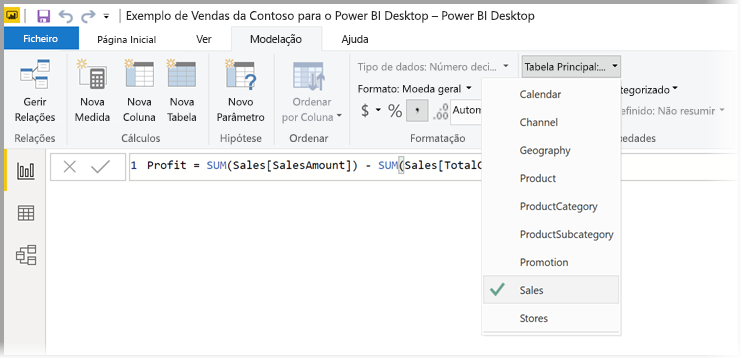 Exemplo de Vendas da Contoso para o Power BI Desktop – Power BI Desktop
Ficheiro Página Inicial Ver Modelação Ajuda
Gerir Relações
Nova Medida
Nova Coluna
Nova Tabela
Novo Parâmetro
Ordenar por Coluna
Tipo de dados: Número deci...
Formato: Moeda geral
$ % , .00 Autom
Tabela Principal:...
tegorizado
efinido: Não resumir
Relações Cálculos Hipótese Ordenar Formatação edades
1 Profit = SUM(Sales[SalesAmount]) - SUM(Sales[TotalC
Calendar
Channel
Geography
Product
ProductCategory
ProductSubcategory
Promotion
Sales
Stores